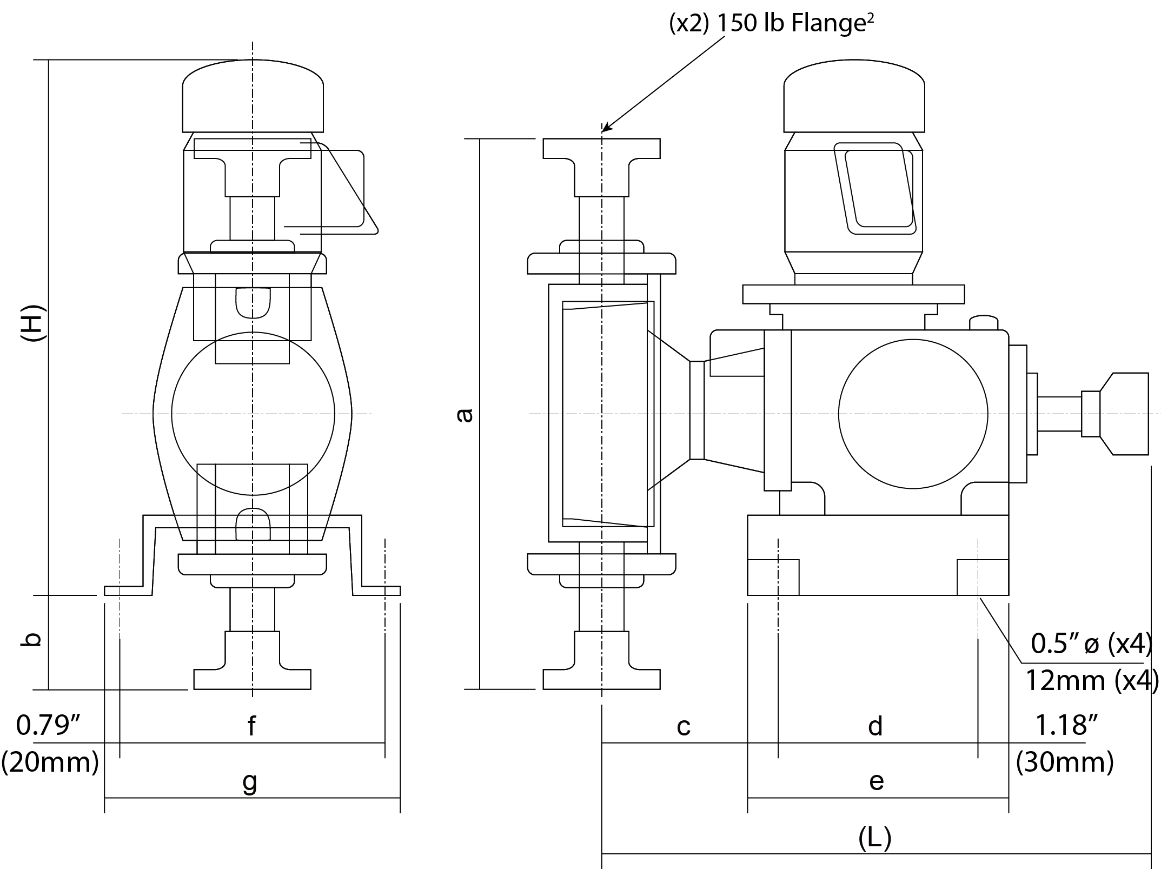 (x2) 150 lb Flange²
(H)
a
b
0.5” ø (x4)
12mm (x4)
0.79”
(20mm)
f
c
d
1.18”
(30mm)
g
e
(L)